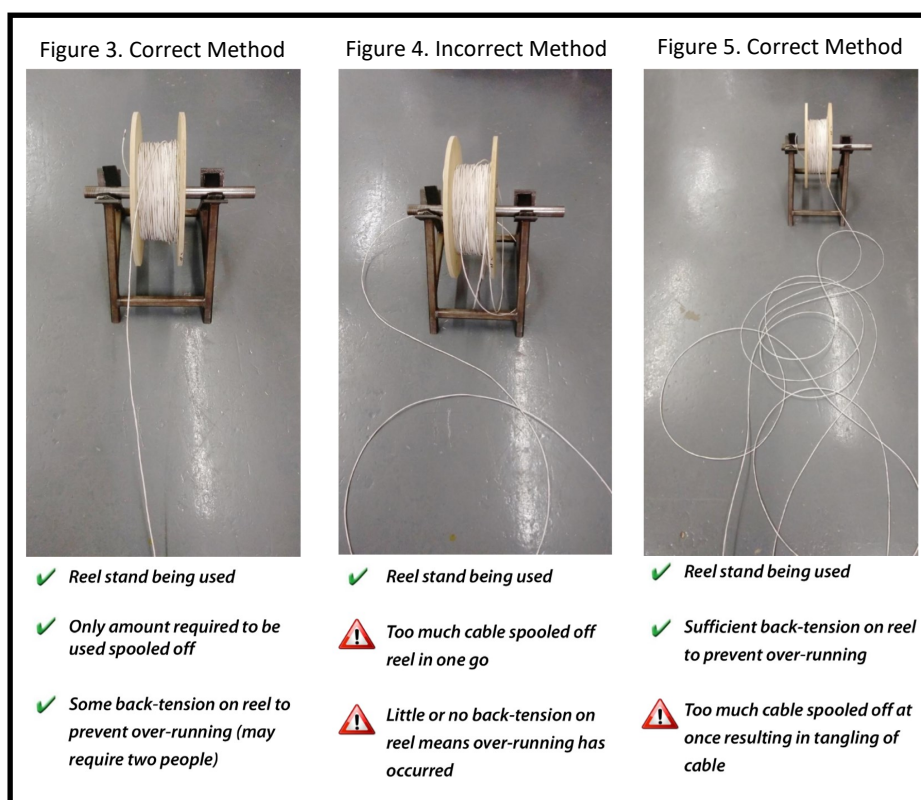 Figure 3. Correct Method
Reel stand being used
Only amount required to be
used spooled off
Some back-tension on reel to
prevent over-running (may
require two people)
Figure 4. Incorrect Method
Reel stand being used
Too much cable spooled off
reel in one go
Little or no back-tension on
reel means over-running has
occurred
Figure 5. Correct Method
Reel stand being used
Sufficient back-tension on reel
to prevent over-running
Too much cable spooled off at
once resulting in tangling of
cable